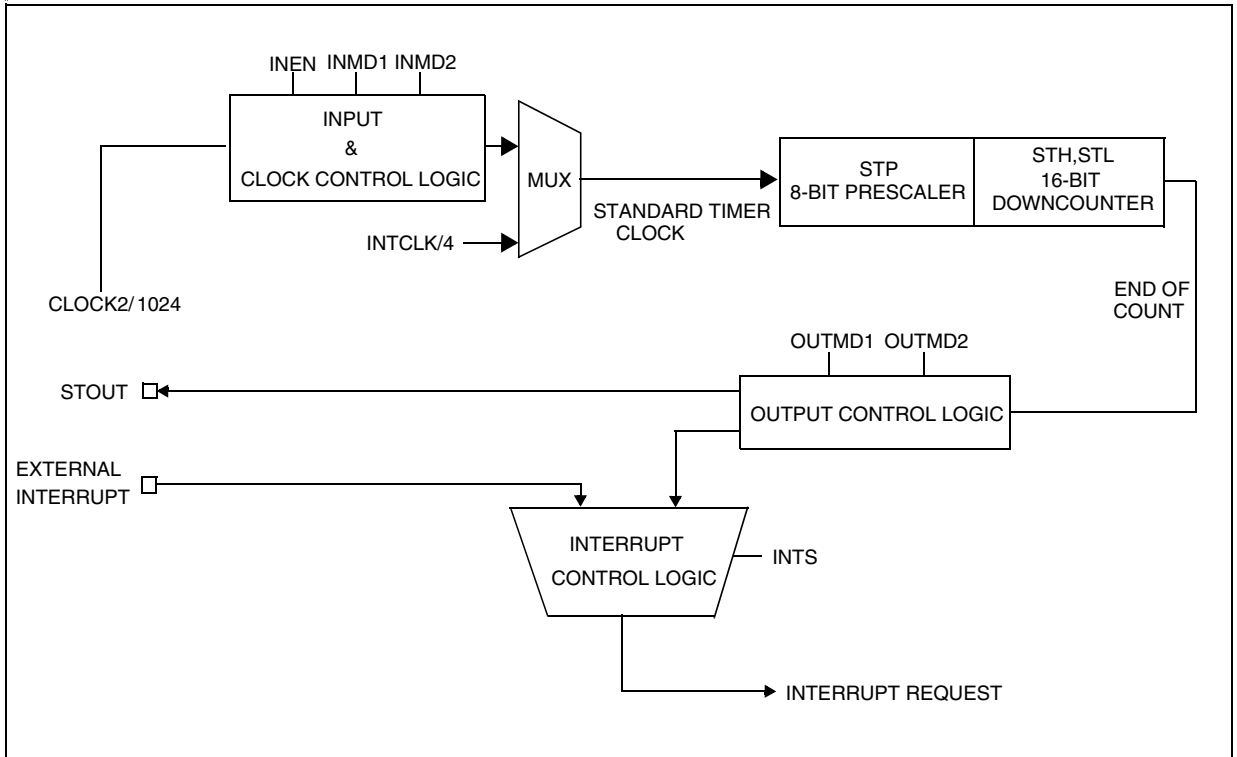 INEN INMD1 INMD2
INPUT
&
CLOCK CONTROL LOGIC
MUX
INTCLK/4
CLOCK2/1024
STANDARD TIMER
CLOCK
STP
8-BIT PRESCALER
STH,STL
16-BIT
DOWNCOUNTER
END OF
COUNT
OUTMD1 OUTMD2
OUTPUT CONTROL LOGIC
STOUT
EXTERNAL
INTERRUPT
INTERRUPT
CONTROL LOGIC
INTS
INTERRUPT REQUEST